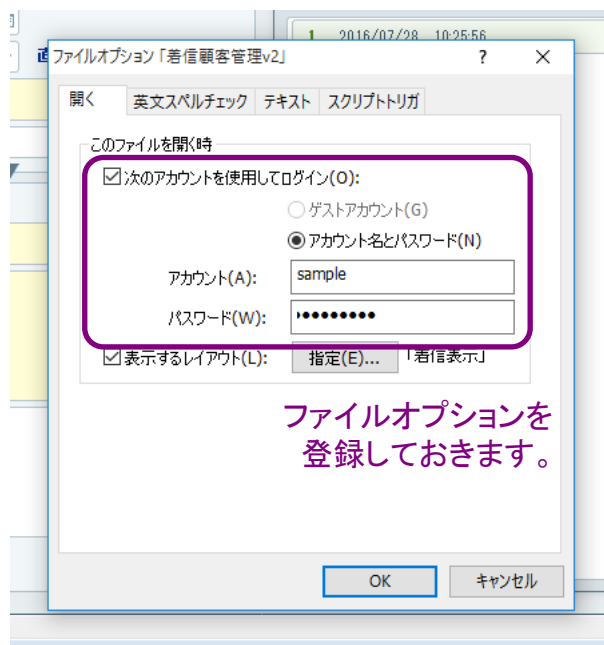 1 2016/07/28 10:25:56
ファイルオプション「着信顧客管理v2」 ? ×
開く 英文スペルチェック テキスト スクリプトトリガ
このファイルを開く時
次のアカウントを使用してログイン(O):
ゲストアカウント(G)
アカウント名とパスワード(N)
アカウント(A): sample
パスワード(W): •••••••••
表示するレイアウト(L): 指定(E)... 「着信表示」
ファイルオプションを
登録しておきます。
OK キャンセル